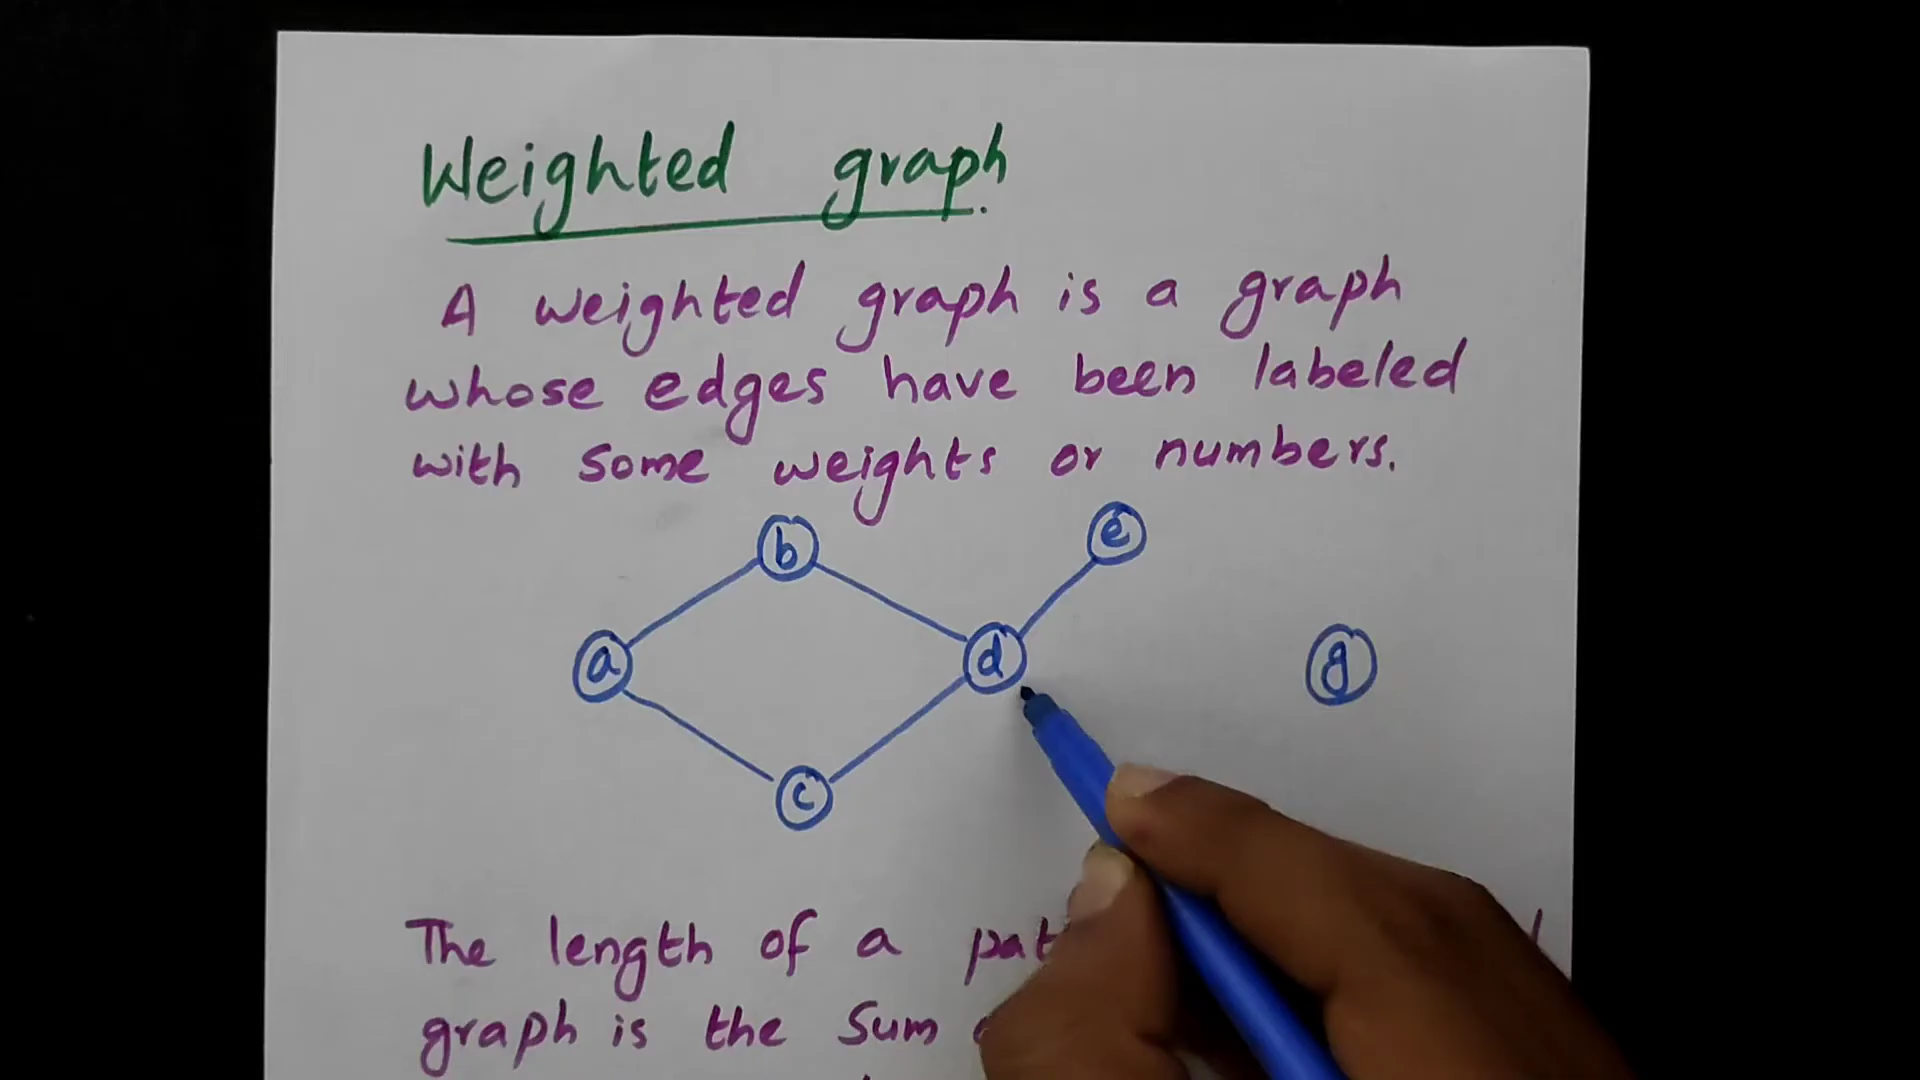 Weighted graph.
A weighted graph is a graph
whose edges have been labeled
with some weights or numbers.
b
e
a
d
g
c
The length of a
graph is the sum